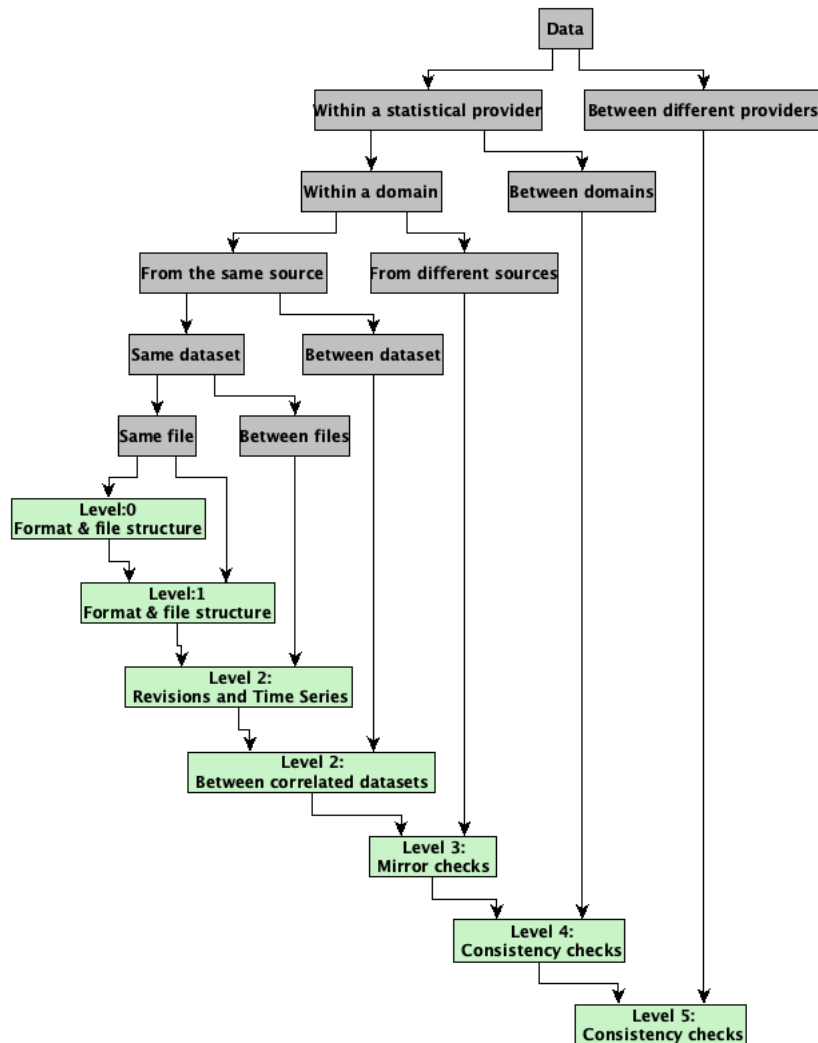 Data
Within a statistical provider
Between different providers
Within a domain
Between domains
From the same source
From different sources
Same dataset
Between dataset
Same file
Between files
Level:0
Format & file structure
Level:1
Format & file structure
Level 2:
Revisions and Time Series
Level 2:
Between correlated datasets
Level 3:
Mirror checks
Level 4:
Consistency checks
Level 5:
Consistency checks